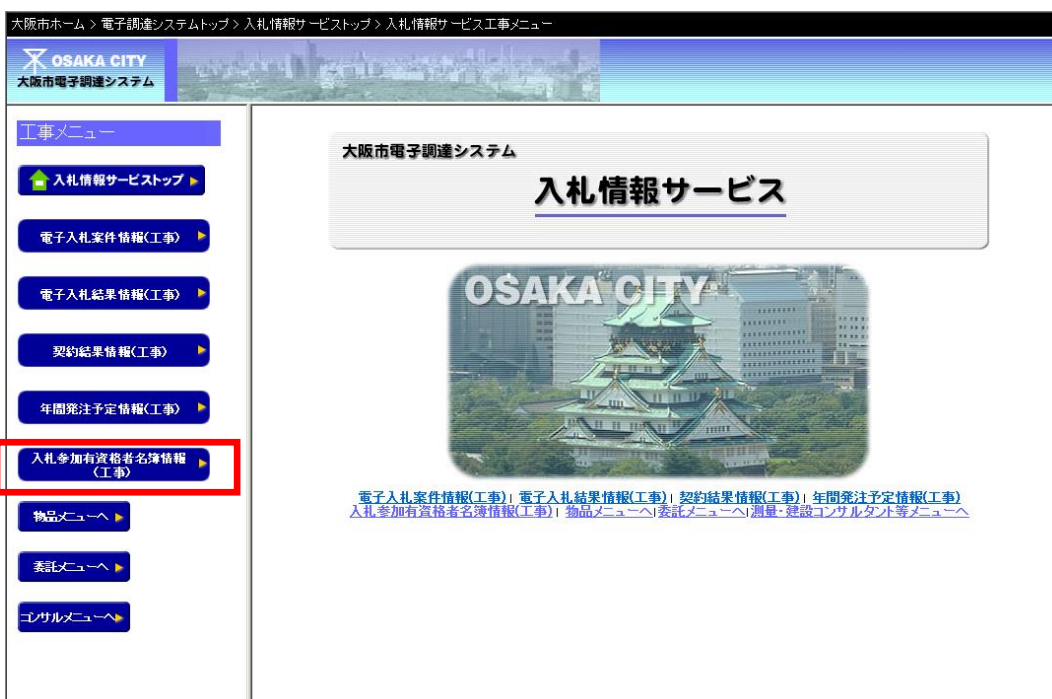 大阪市ホーム > 電子調達システムトップ > 入札情報サービストップ > 入札情報サービス工事メニュー
OSAKA CITY
大阪市電子調達システム
工事メニュー
入札情報サービストップ
電子入札案件情報(工事)
電子入札結果情報(工事)
契約結果情報(工事)
年間発注予定情報(工事)
入札参加有資格者名簿情報
(工事)
物品メニューへ
委託メニューへ
コンサルメニューへ
大阪市電子調達システム
入札情報サービス
OSAKA CITY
電子入札案件情報(工事)| 電子入札結果情報(工事)| 契約結果情報(工事)| 年間発注予定情報(工事)
入札参加有資格者名簿情報(工事)| 物品メニューへ|委託メニューへ|測量・建設コンサルタント等メニューへ